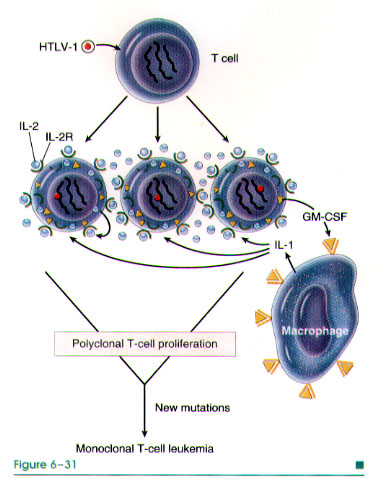 HTLV-1
T cell
IL-2
IL-2R
GM-CSF
IL-1
Macrophage
Polyclonal T-cell proliferation
New mutations
Monoclonal T-cell leukemia
Figure 6-31